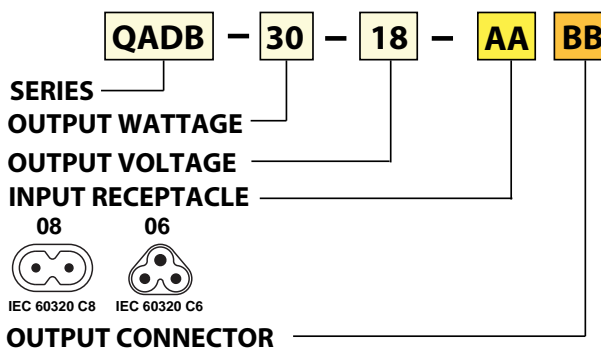 QADB – 30 – 18 – AA BB
SERIES
OUTPUT WATTAGE
OUTPUT VOLTAGE
INPUT RECEPTACLE
08 06
IEC 60320 C8 IEC 60320 C6
OUTPUT CONNECTOR